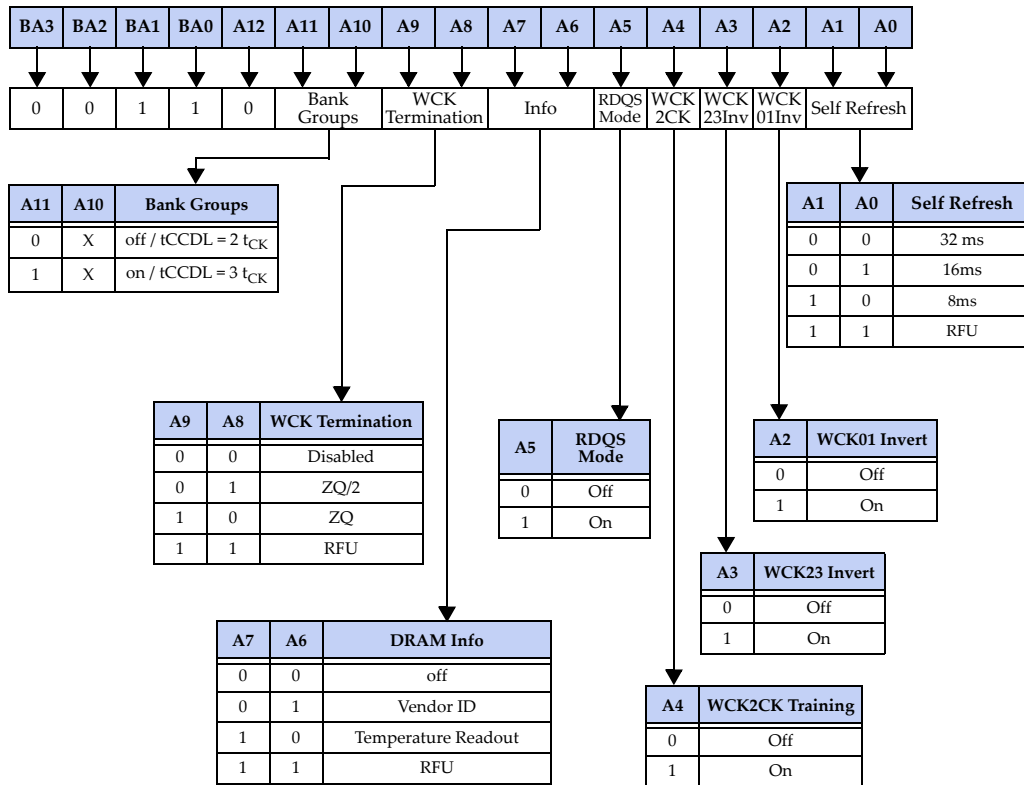 BA3 BA2 BA1 BA0 A12 A11 A10 A9 A8 A7 A6 A5 A4 A3 A2 A1 A0
0 0 1 1 0 Bank Groups WCK Termination Info RDQS Mode WCK 2CK WCK 23Inv WCK 01Inv Self Refresh
A11 A10 Bank Groups
0 X off / tCCDL = 2 tCK
1 X on / tCCDL = 3 tCK
A1 A0 Self Refresh
0 0 32 ms
0 1 16ms
1 0 8ms
1 1 RFU
A9 A8 WCK Termination
0 0 Disabled
0 1 ZQ/2
1 0 ZQ
1 1 RFU
A5 RDQS Mode
0 Off
1 On
A2 WCK01 Invert
0 Off
1 On
A3 WCK23 Invert
0 Off
1 On
A7 A6 DRAM Info
0 0 off
0 1 Vendor ID
1 0 Temperature Readout
1 1 RFU
A4 WCK2CK Training
0 Off
1 On